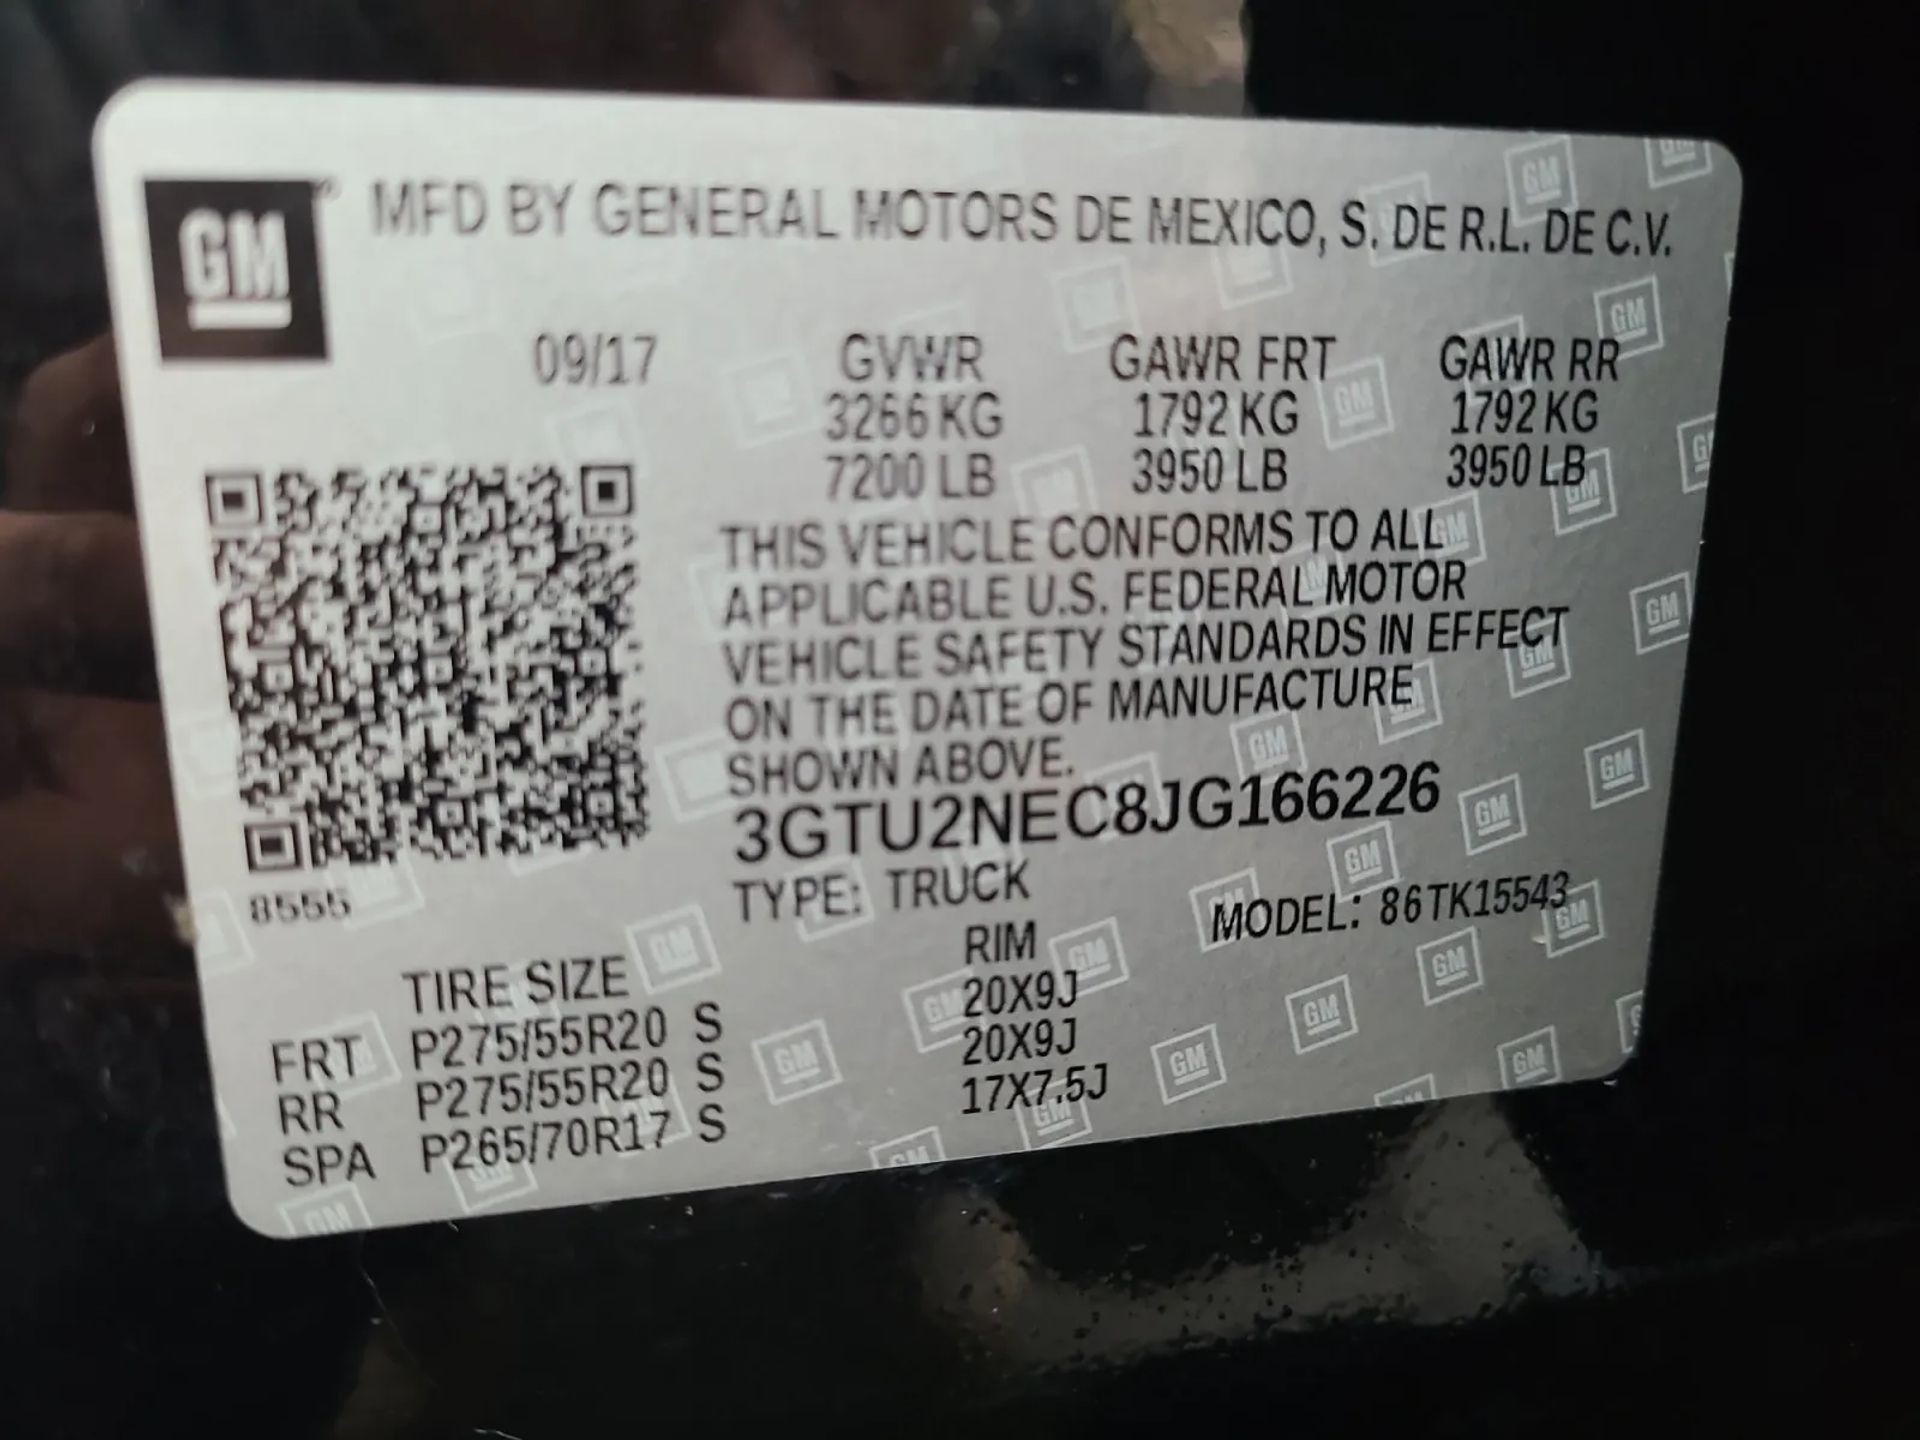 GM
MFD BY GENERAL MOTORS DE MEXICO, S. DE R.L. DE C.V.
09/17 GVWR GAWR FRT GAWR RR
3266 KG 1792 KG 1792 KG
7200 LB 3950 LB 3950 LB
THIS VEHICLE CONFORMS TO ALL
APPLICABLE U.S. FEDERAL MOTOR
VEHICLE SAFETY STANDARDS IN EFFECT
ON THE DATE OF MANUFACTURE
SHOWN ABOVE.
3GTU2NEC8JG166226
8555
TYPE: TRUCK MODEL: 86TK15543
TIRE SIZE RIM
FRT P275/55R20 S 20X9J
RR P275/55R20 S 20X9J
SPA P265/70R17 S 17X7.5J